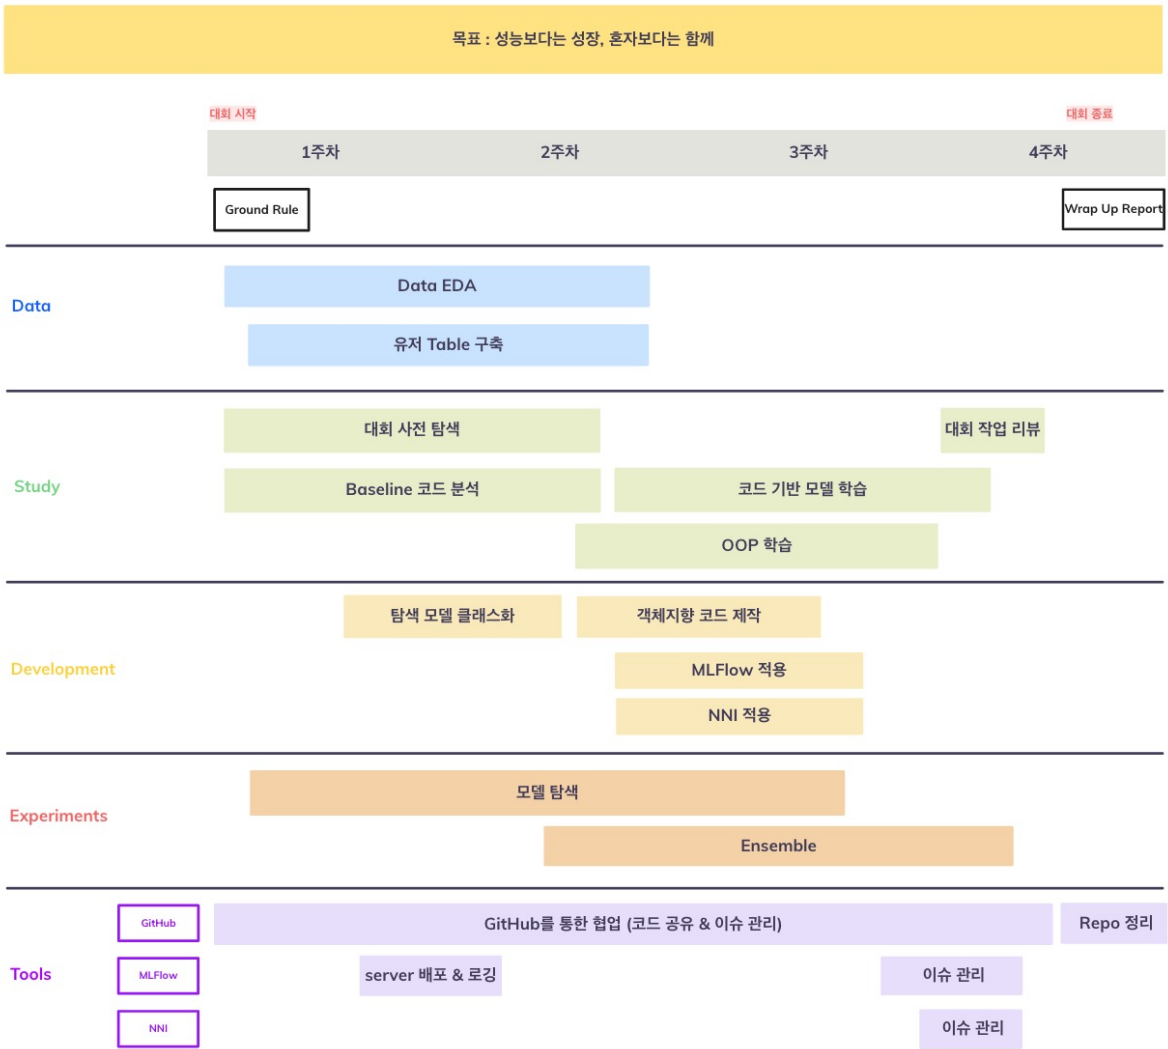 목표 : 성능보다는 성장, 혼자보다는 함께
대회 시작
대회 종료
1주차 2주차 3주차 4주차
Ground Rule
Wrap Up Report
Data
Data EDA
유저 Table 구축
Study
대회 사전 탐색
대회 작업 리뷰
Baseline 코드 분석
코드 기반 모델 학습
OOP 학습
Development
탐색 모델 클래스화
객체지향 코드 제작
MLFlow 적용
NNI 적용
Experiments
모델 탐색
Ensemble
Tools
GitHub
GitHub를 통한 협업 (코드 공유 & 이슈 관리)
Repo 정리
MLFlow
server 배포 & 로깅
이슈 관리
NNI
이슈 관리